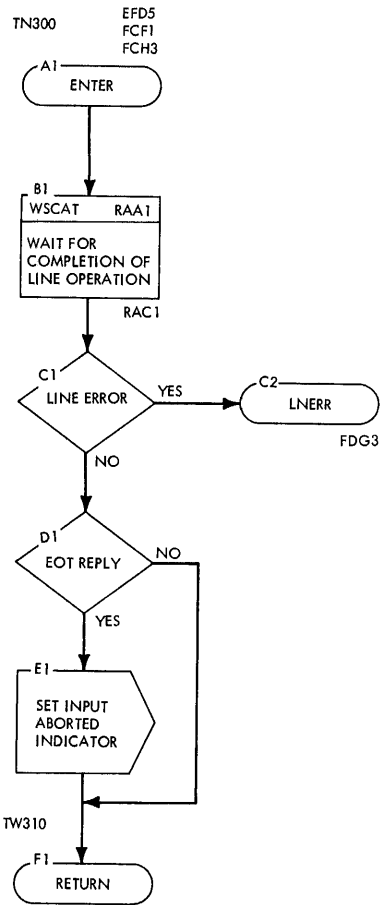 TN300
EFD5
FCF1
FCH3
A1
ENTER
B1
WSCAT RAA1
WAIT FOR
COMPLETION OF
LINE OPERATION
RAC1
C1
LINE ERROR
YES
C2
LNERR
FDG3
NO
D1
EOT REPLY
NO
YES
E1
SET INPUT
ABORTED
INDICATOR
TW310
F1
RETURN